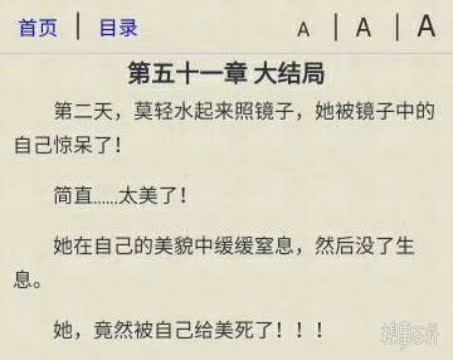 首页 | 目录 A | A | A
第五十一章 大结局
第二天，莫轻水起来照镜子，她被镜子中的
自己惊呆了！
简直……太美了！
她在自己的美貌中缓缓窒息，然后没了生
息。
她，竟然被自己给美死了！！！